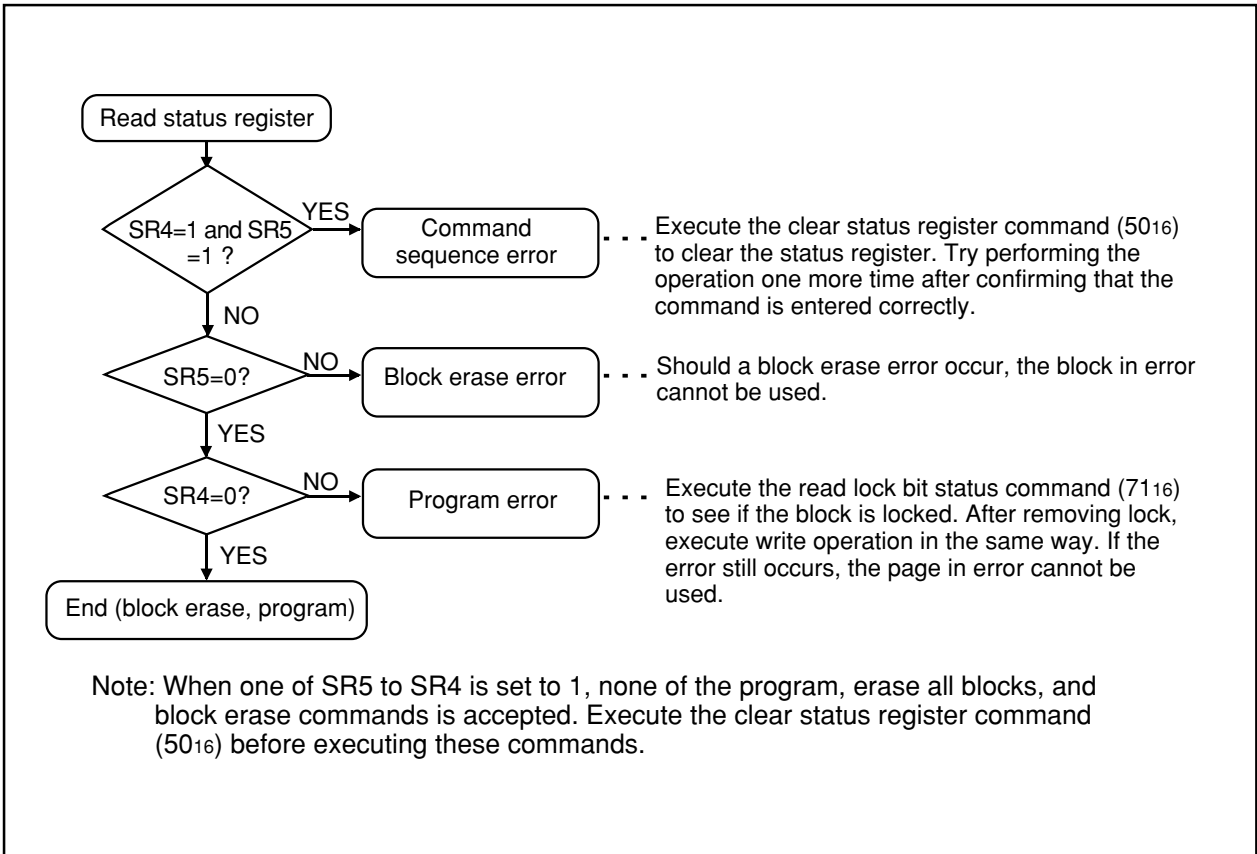 Read status register
SR4=1 and SR5
=1 ?
YES
Command
sequence error
Execute the clear status register command (5016)
to clear the status register. Try performing the
operation one more time after confirming that the
command is entered correctly.
NO
SR5=0?
NO
Block erase error
Should a block erase error occur, the block in error
cannot be used.
YES
SR4=0?
NO
Program error
Execute the read lock bit status command (7116)
to see if the block is locked. After removing lock,
execute write operation in the same way. If the
error still occurs, the page in error cannot be
used.
YES
End (block erase, program)
Note: When one of SR5 to SR4 is set to 1, none of the program, erase all blocks, and
block erase commands is accepted. Execute the clear status register command
(5016) before executing these commands.